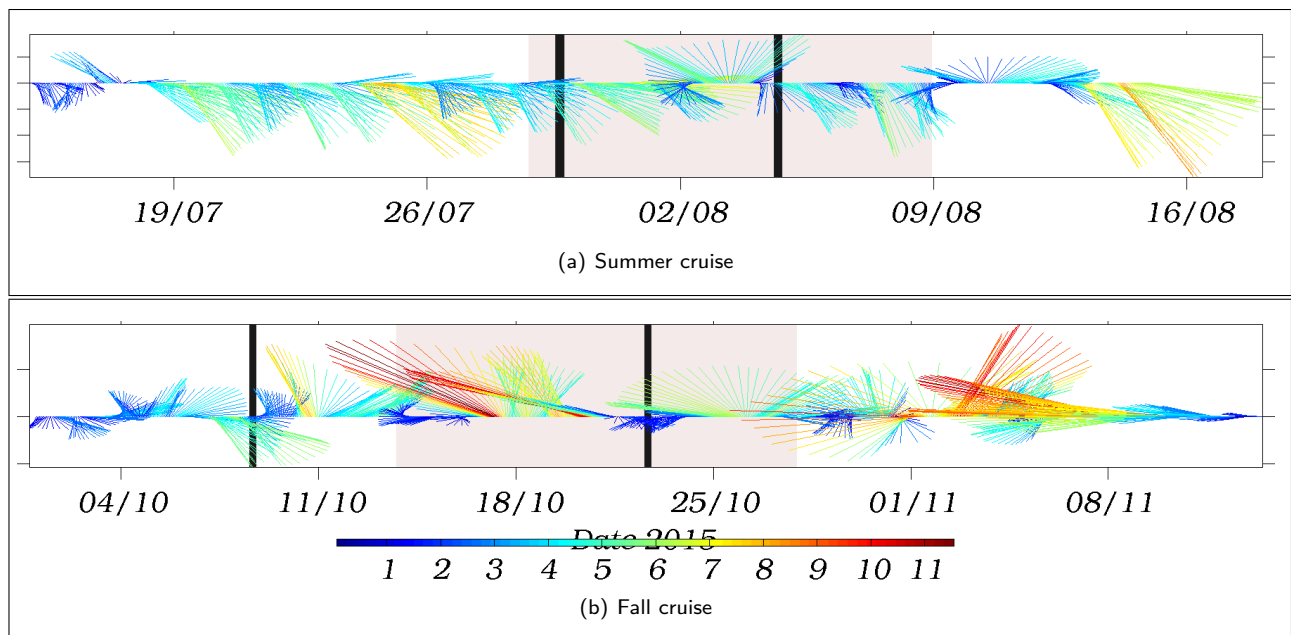 19/07 26/07 02/08 09/08 16/08
(a) Summer cruise
04/10 11/10 18/10 25/10 01/11 08/11
Date 2015
1 2 3 4 5 6 7 8 9 10 11
(b) Fall cruise